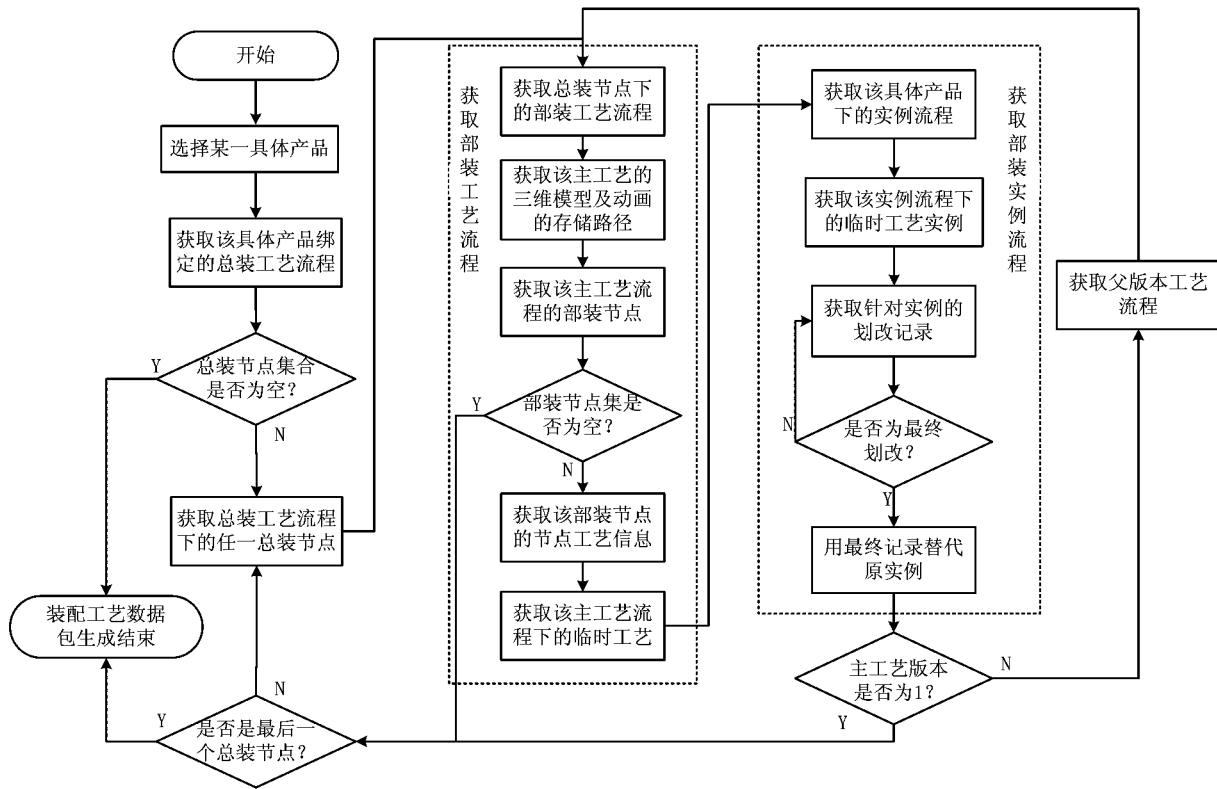 开始
选择某一具体产品
获取该具体产品绑
定的总装工艺流程
总装节点集合
是否为空?
Y
N
获取总装工艺流程
下的任一总装节点
装配工艺数据
包生成结束
N
Y
是否是最后一
个总装节点?
获取部装工艺流程
获取总装节点下
的部装工艺流程
获取该主工艺的
三维模型及动画
的存储路径
获取该主工艺流
程的部装节点
Y
部装节点集是
否为空?
N
获取该部装节点
的节点工艺信息
获取该主工艺流
程下的临时工艺
获取部装实例流程
获取该具体产品
下的实例流程
获取该实例流程下
的临时工艺实例
获取针对实例的
划改记录
N
是否为最终
划改?
Y
用最终记录替代
原实例
主工艺版本
是否为1?
N
Y
获取父版本工艺
流程